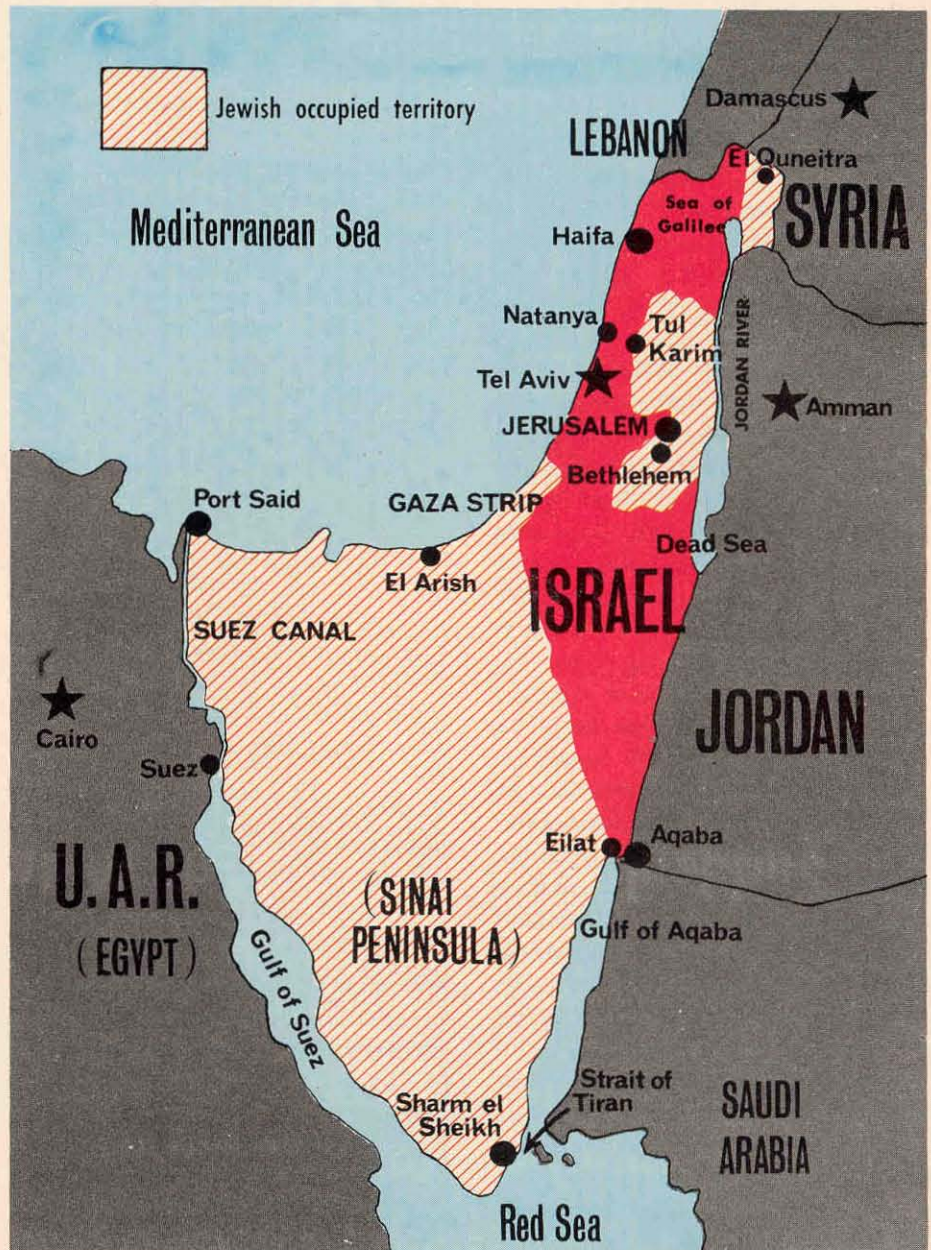 Jewish occupied territory
Mediterranean Sea
LEBANON
Damascus
El Quneitra
SYRIA
Sea of
Galilee
Haifa
Natanya
Tul
Karim
JORDAN RIVER
Tel Aviv
Amman
JERUSALEM
Bethlehem
Port Said
GAZA STRIP
El Arish
Dead Sea
ISRAEL
SUEZ CANAL
JORDAN
Cairo
Suez
Eilat
Aqaba
U.A.R.
(EGYPT)
(SINAI
PENINSULA)
Gulf of Aqaba
Gulf of Suez
Sharm el
Sheikh
Strait of
Tiran
SAUDI
ARABIA
Red Sea